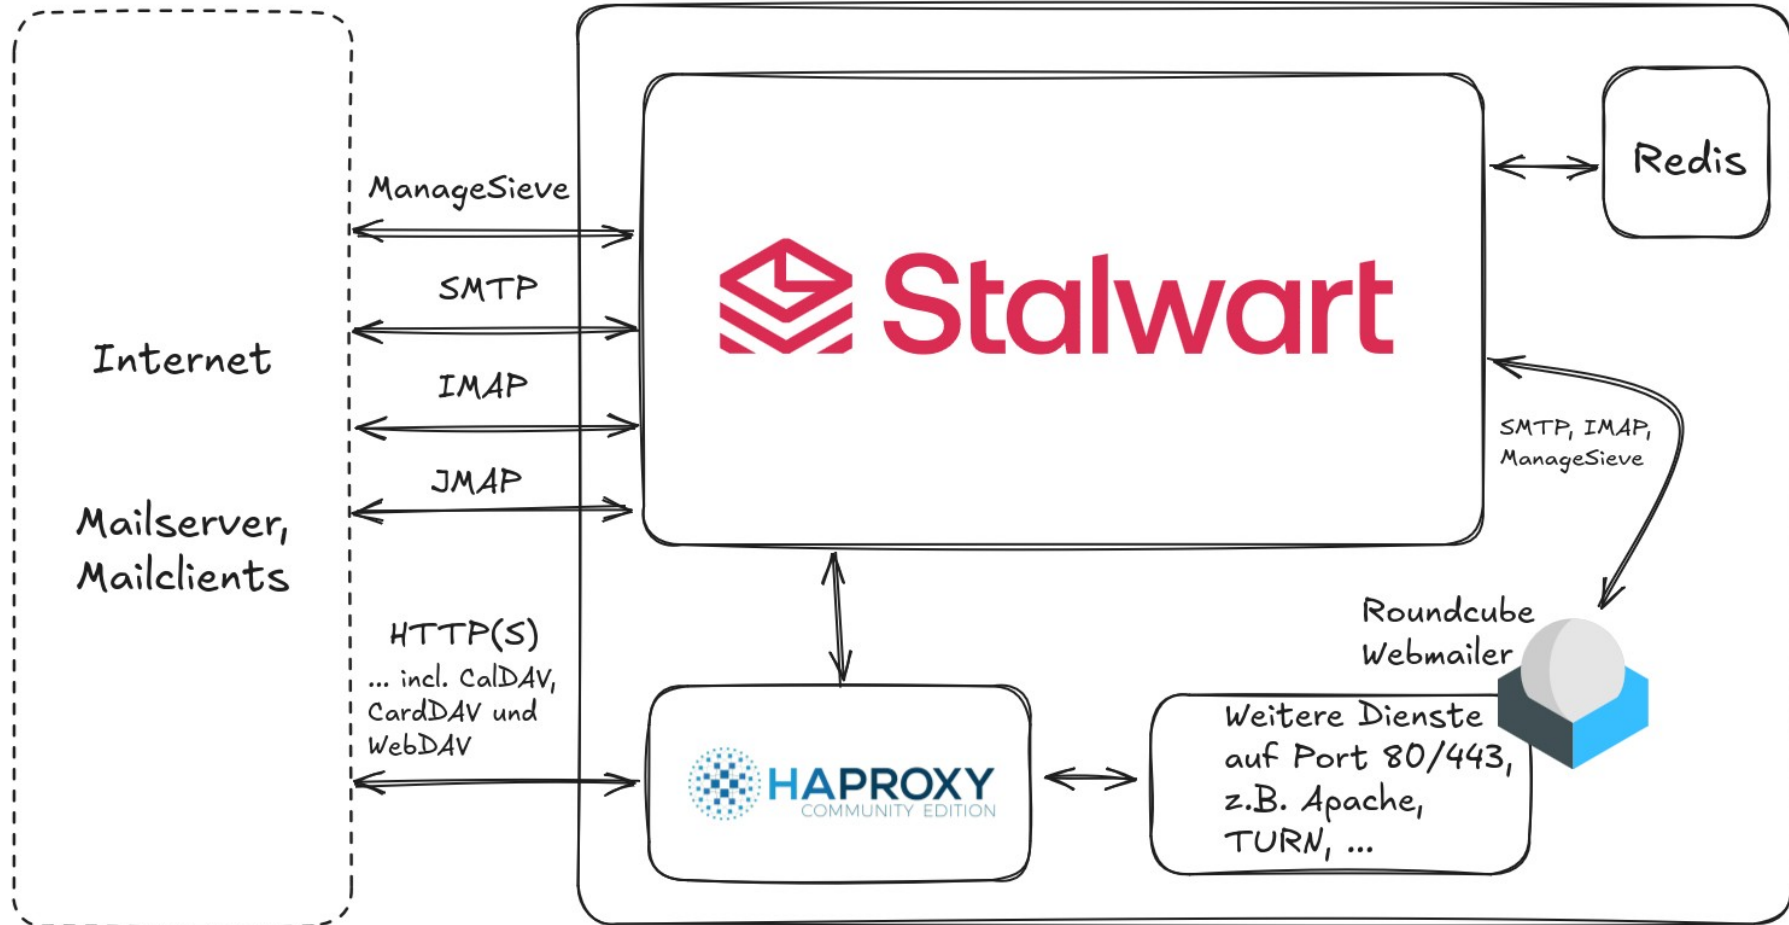 Internet
Mailserver,
Mailclients
ManageSieve
SMTP
IMAP
JMAP
HTTP(S)
... incl. CalDAV,
CardDAV und
WebDAV
Stalwart
Redis
SMTP, IMAP,
ManageSieve
Roundcube
Webmailer
HAPROXY
COMMUNITY EDITION
Weitere Dienste
auf Port 80/443,
z.B. Apache,
TURN, ...